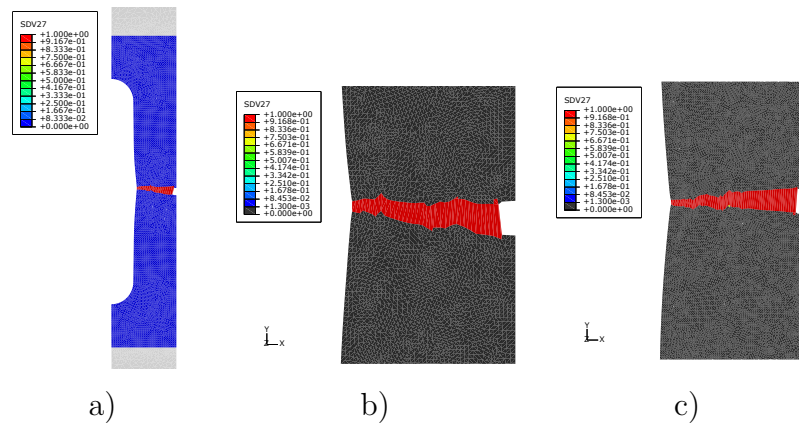 SDV27
+1.000e+00
+9.167e-01
+8.333e-01
+7.500e-01
+6.667e-01
+5.833e-01
+5.000e-01
+4.167e-01
+3.333e-01
+2.500e-01
+1.667e-01
+8.333e-02
+0.000e+00
SDV27
+1.000e+00
+9.168e-01
+8.336e-01
+7.503e-01
+6.671e-01
+5.839e-01
+5.007e-01
+4.174e-01
+3.342e-01
+2.510e-01
+1.678e-01
+8.453e-02
+1.300e-03
+0.000e+00
SDV27
+1.000e+00
+9.168e-01
+8.336e-01
+7.503e-01
+6.671e-01
+5.839e-01
+5.007e-01
+4.174e-01
+3.342e-01
+2.510e-01
+1.678e-01
+8.453e-02
+1.300e-03
+0.000e+00
Y
Z X
Y
Z X
a) b) c)